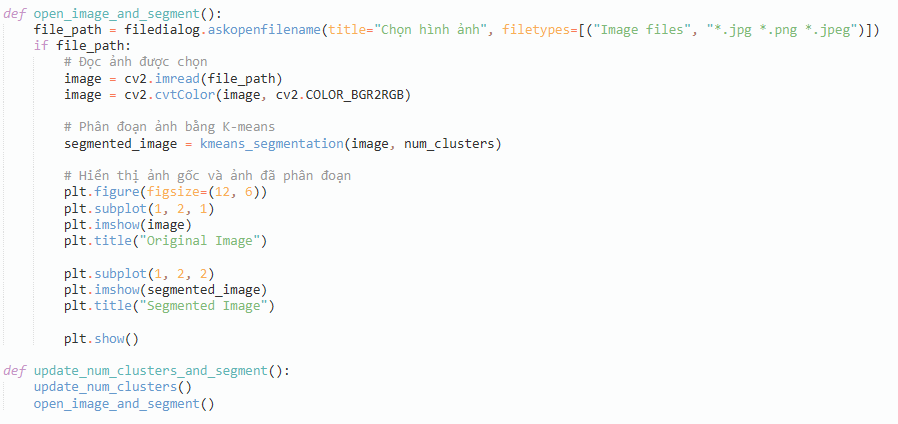 def open_image_and_segment():
    file_path = filedialog.askopenfilename(title="Chọn hình ảnh", filetypes=[("Image files", "*.jpg *.png *.jpeg")])
    if file_path:
        # Đọc ảnh được chọn
        image = cv2.imread(file_path)
        image = cv2.cvtColor(image, cv2.COLOR_BGR2RGB)

        # Phân đoạn ảnh bằng K-means
        segmented_image = kmeans_segmentation(image, num_clusters)

        # Hiển thị ảnh gốc và ảnh đã phân đoạn
        plt.figure(figsize=(12, 6))
        plt.subplot(1, 2, 1)
        plt.imshow(image)
        plt.title("Original Image")

        plt.subplot(1, 2, 2)
        plt.imshow(segmented_image)
        plt.title("Segmented Image")

        plt.show()

def update_num_clusters_and_segment():
    update_num_clusters()
    open_image_and_segment()